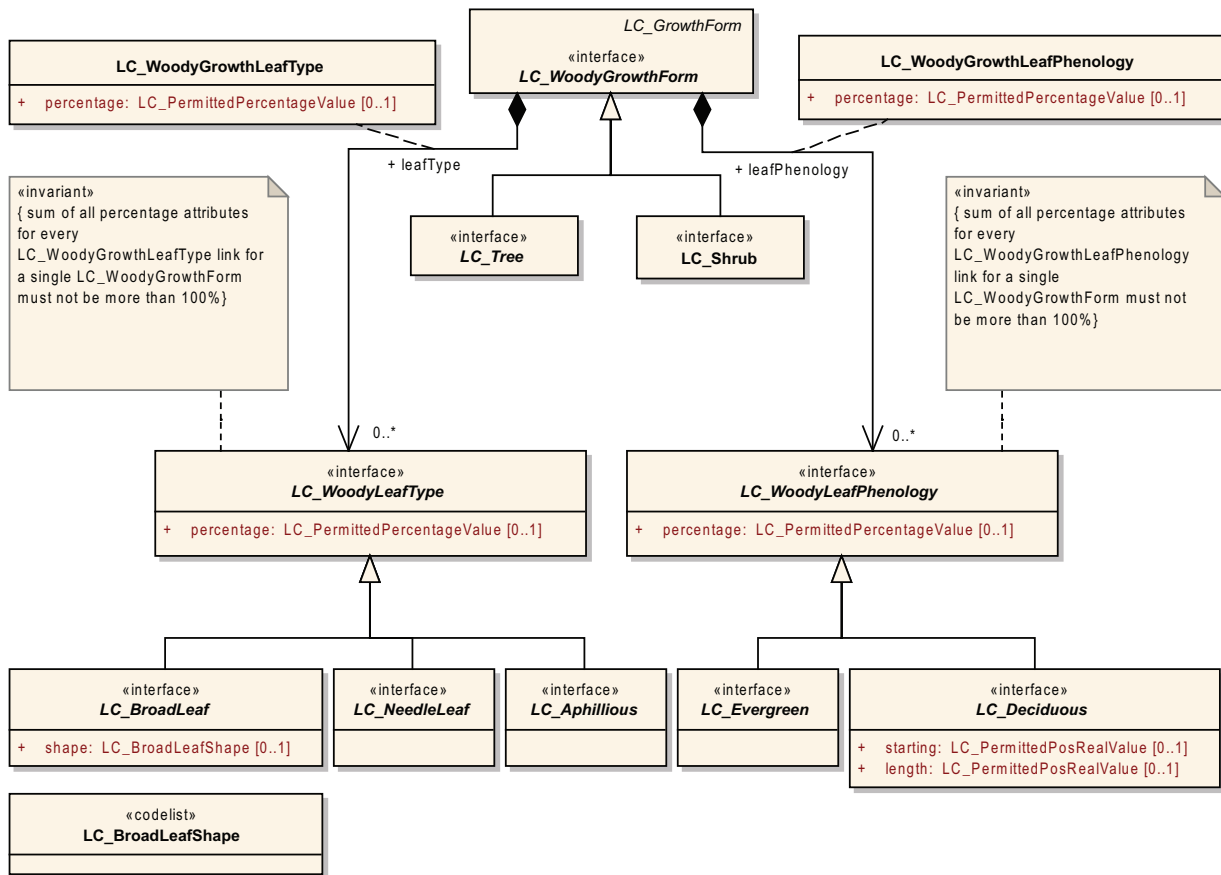 LC_GrowthForm
«interface»
LC_WoodyGrowthForm
LC_WoodyGrowthLeafType
+ percentage: LC_PermittedPercentageValue [0..1]
LC_WoodyGrowthLeafPhenology
+ percentage: LC_PermittedPercentageValue [0..1]
+ leafType
+ leafPhenology
«invariant»
{ sum of all percentage attributes
for every
LC_WoodyGrowthLeafType link for
a single LC_WoodyGrowthForm
must not be more than 100%}
«interface»
LC_Tree
«interface»
LC_Shrub
«invariant»
{ sum of all percentage attributes
for every
LC_WoodyGrowthLeafPhenology
link for a single
LC_WoodyGrowthForm must not
be more than 100%}
0..*
0..*
«interface»
LC_WoodyLeafType
+ percentage: LC_PermittedPercentageValue [0..1]
«interface»
LC_WoodyLeafPhenology
+ percentage: LC_PermittedPercentageValue [0..1]
«interface»
LC_BroadLeaf
+ shape: LC_BroadLeafShape [0..1]
«interface»
LC_NeedleLeaf
«interface»
LC_Aphillious
«interface»
LC_Evergreen
«interface»
LC_Deciduous
+ starting: LC_PermittedPosRealValue [0..1]
+ length: LC_PermittedPosRealValue [0..1]
«codelist»
LC_BroadLeafShape